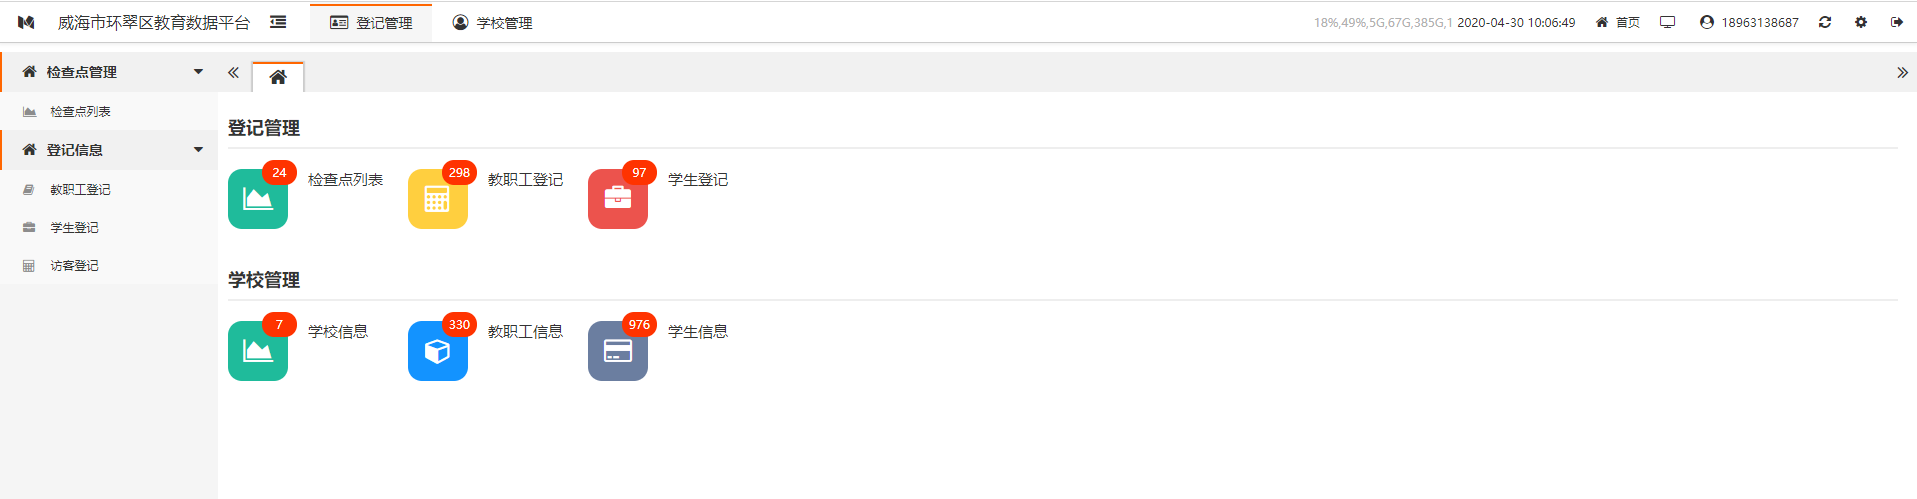 威海市环翠区教育数据平台 登记管理 学校管理 18%,49%,5G,67G,385G,1 2020-04-30 10:06:49 首页 18963138687
检查点管理
检查点列表
登记信息
教职工登记
学生登记
访客登记
登记管理
24 检查点列表 298 教职工登记 97 学生登记
学校管理
7 学校信息 330 教职工信息 976 学生信息